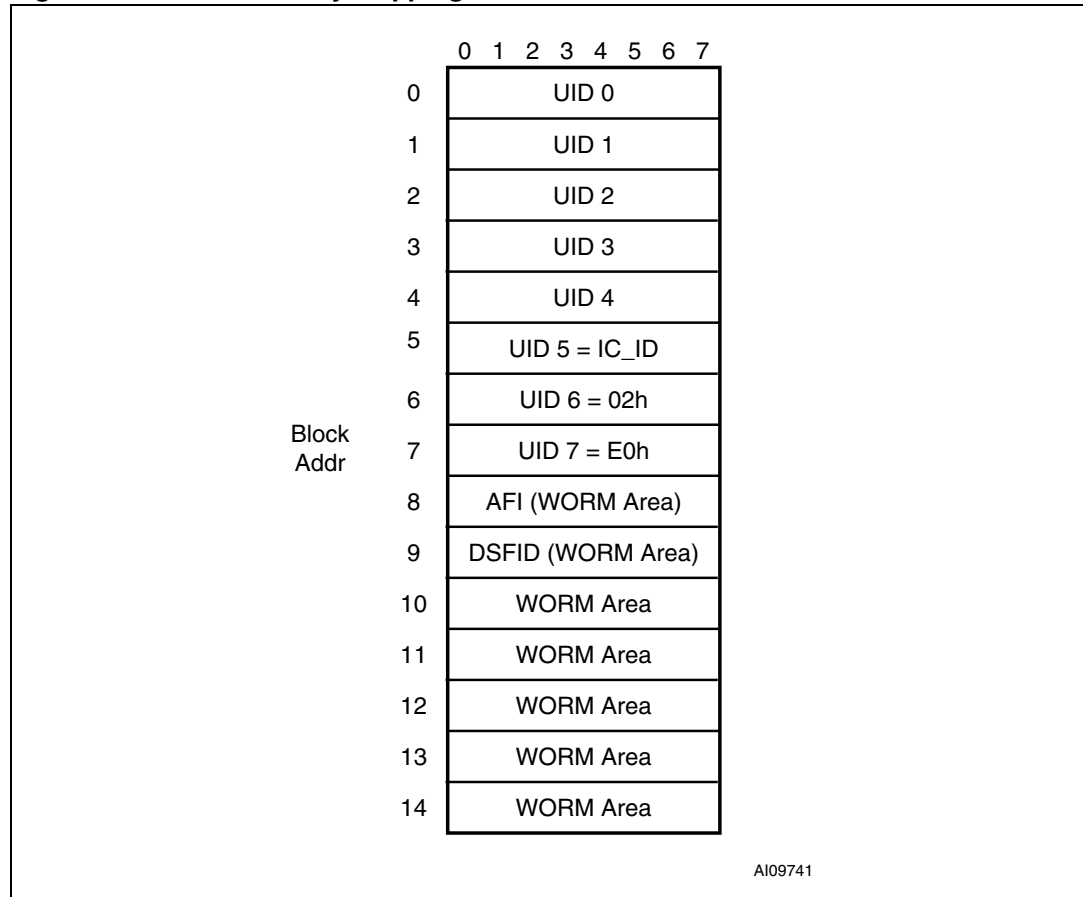 0 1 2 3 4 5 6 7
0 UID 0
1 UID 1
2 UID 2
3 UID 3
4 UID 4
5 UID 5 = IC_ID
6 UID 6 = 02h
Block
Addr
7 UID 7 = E0h
8 AFI (WORM Area)
9 DSFID (WORM Area)
10 WORM Area
11 WORM Area
12 WORM Area
13 WORM Area
14 WORM Area
AI09741